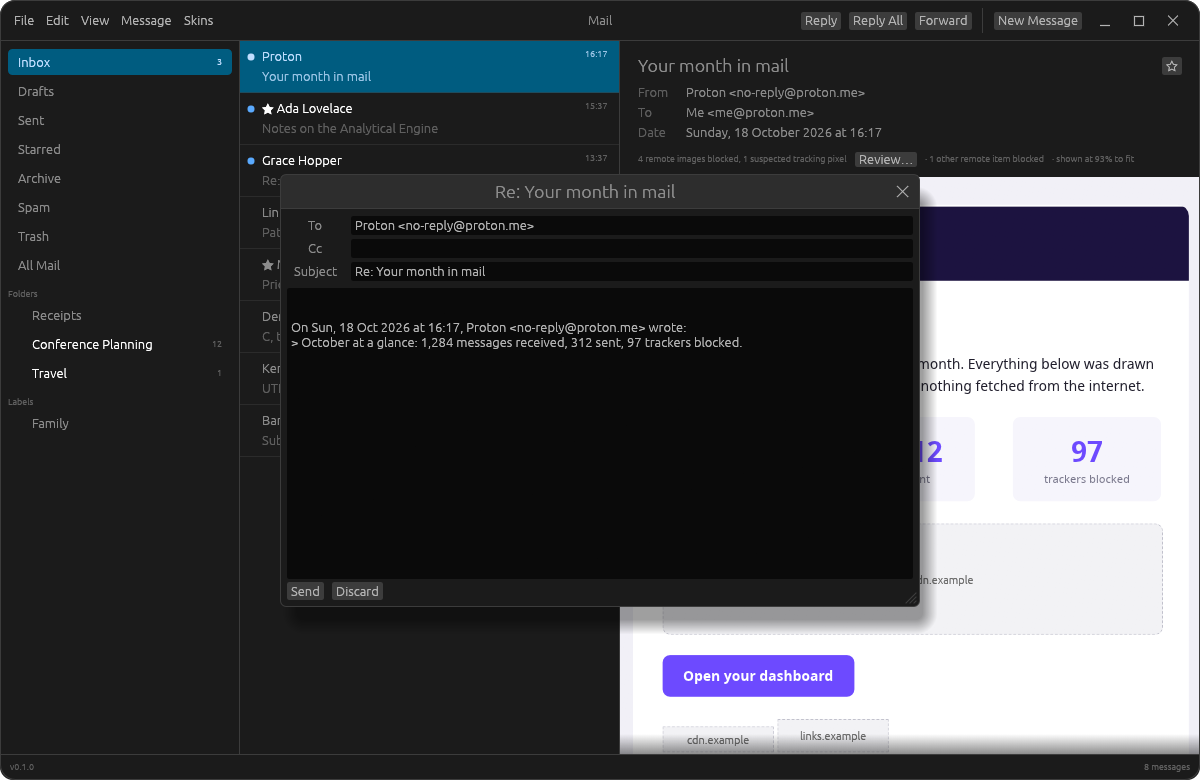 File Edit View Message Skins
Mail
Reply Reply All Forward New Message
Inbox 3
Drafts
Sent
Starred
Archive
Spam
Trash
All Mail
Folders
Receipts
Conference Planning 12
Travel 1
Labels
Family
Proton 16:17
Your month in mail
Ada Lovelace 15:37
Notes on the Analytical Engine
Grace Hopper 13:37
Re:
Lin
Pat
Prie
C, t
UTF
Bar
Sub
Your month in mail
From Proton <no-reply@proton.me>
To Me <me@proton.me>
Date Sunday, 18 October 2026 at 16:17
4 remote images blocked, 1 suspected tracking pixel Review… · 1 other remote item blocked · shown at 93% to fit
Re: Your month in mail
To Proton <no-reply@proton.me>
Cc
Subject Re: Your month in mail
On Sun, 18 Oct 2026 at 16:17, Proton <no-reply@proton.me> wrote:
> October at a glance: 1,284 messages received, 312 sent, 97 trackers blocked.
Send Discard
month. Everything below was drawn
nothing fetched from the internet.
97
trackers blocked
cdn.example
Open your dashboard
cdn.example
links.example
v0.1.0
8 messages